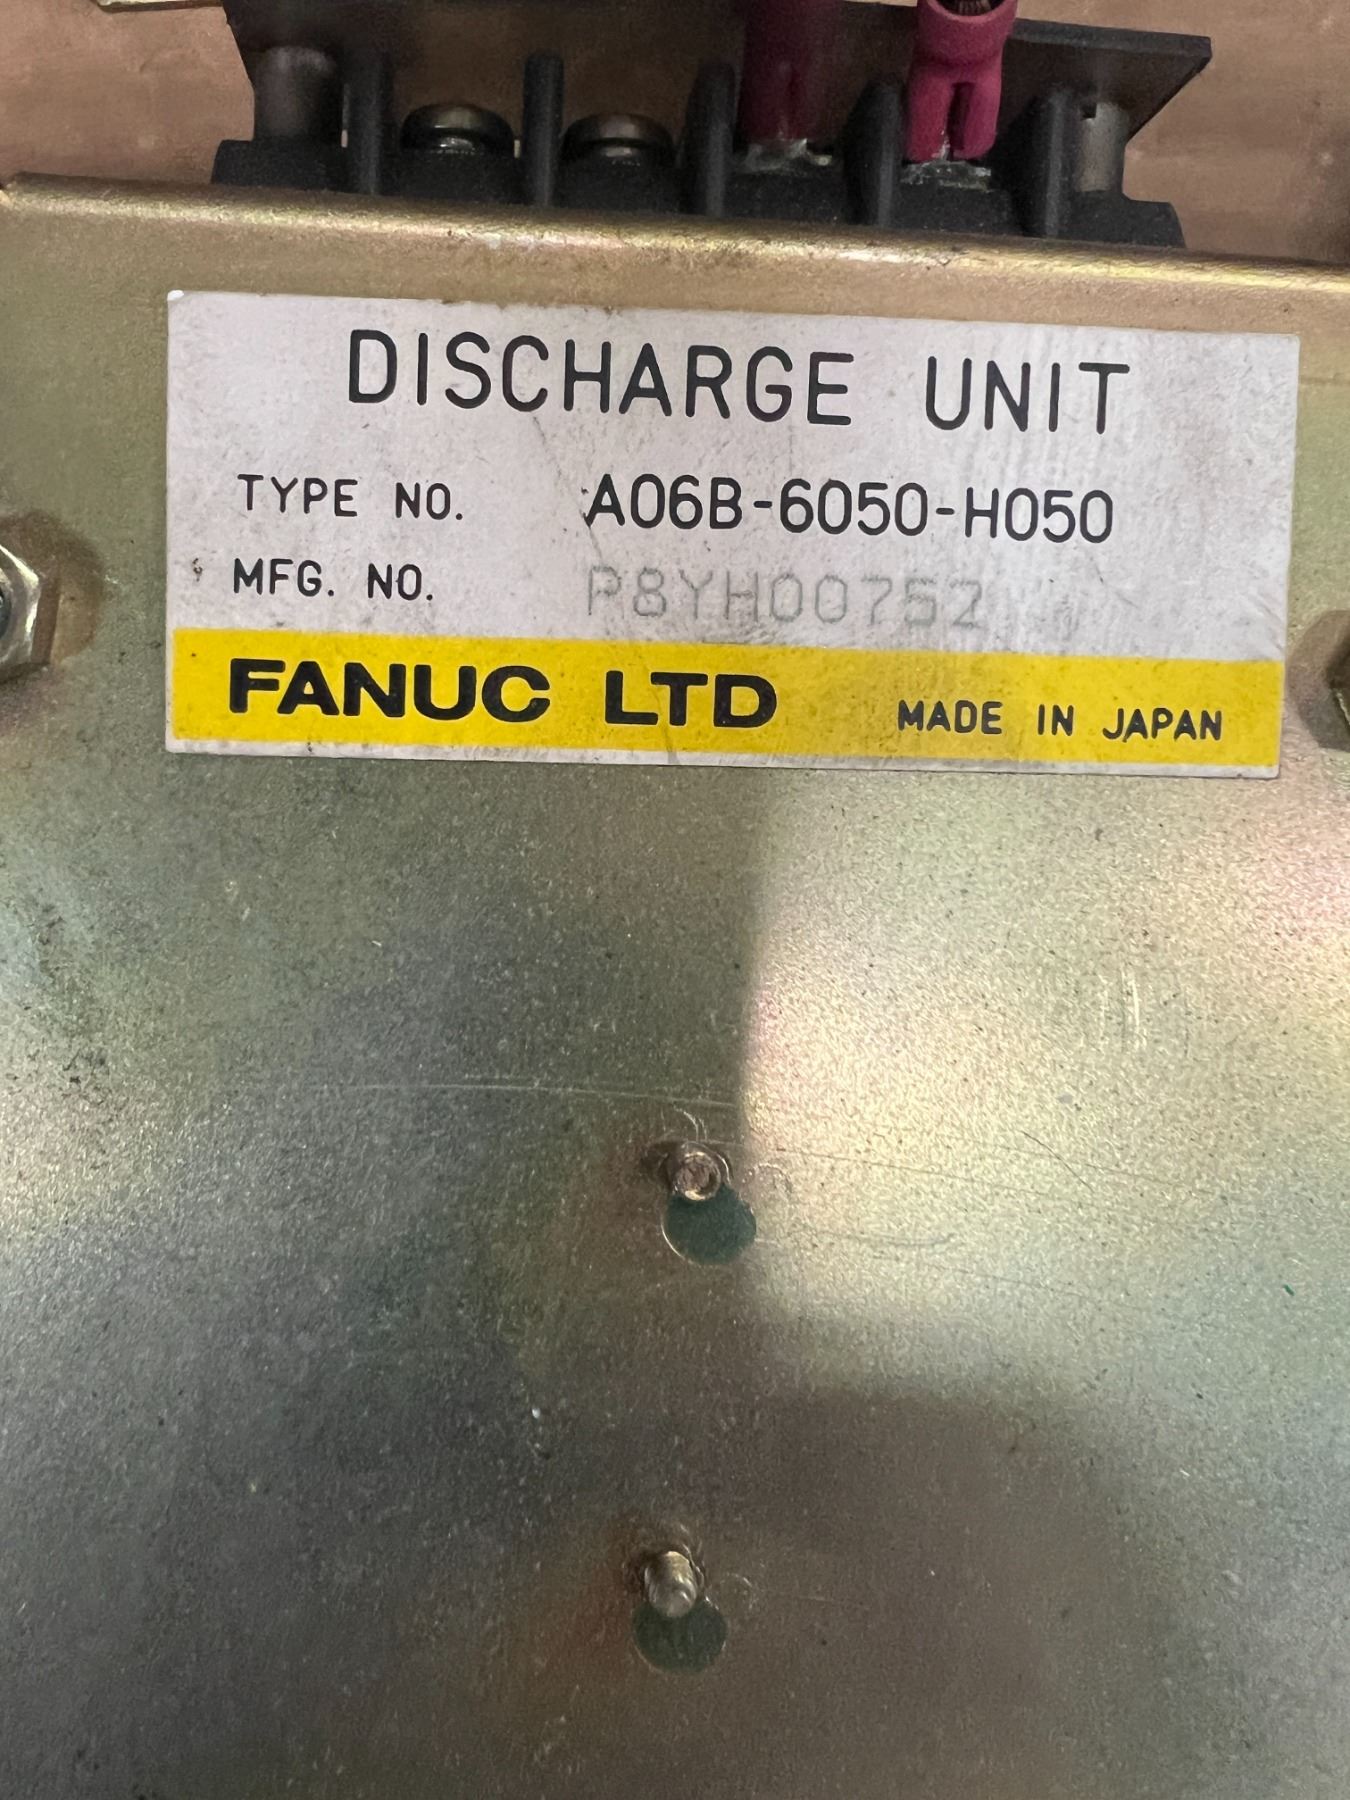 DISCHARGE UNIT
TYPE NO. A06B-6050-H050
MFG. NO. P8YH00752
FANUC LTD MADE IN JAPAN